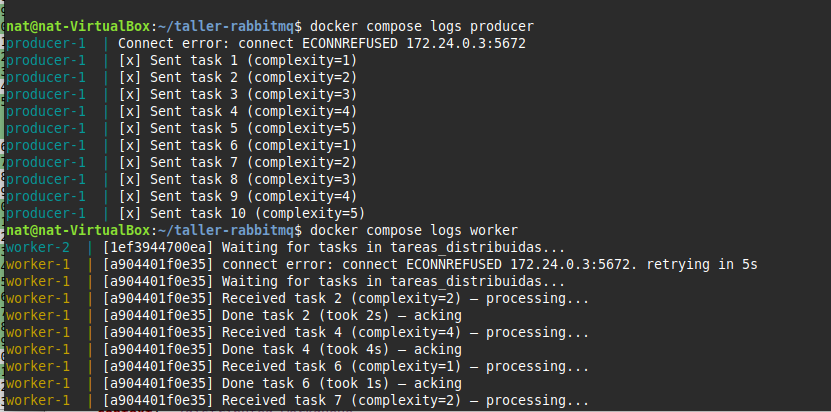 nat@nat-VirtualBox:~/taller-rabbitmq$ docker compose logs producer
producer-1  | Connect error: connect ECONNREFUSED 172.24.0.3:5672
producer-1  | [x] Sent task 1 (complexity=1)
producer-1  | [x] Sent task 2 (complexity=2)
producer-1  | [x] Sent task 3 (complexity=3)
producer-1  | [x] Sent task 4 (complexity=4)
producer-1  | [x] Sent task 5 (complexity=5)
producer-1  | [x] Sent task 6 (complexity=1)
producer-1  | [x] Sent task 7 (complexity=2)
producer-1  | [x] Sent task 8 (complexity=3)
producer-1  | [x] Sent task 9 (complexity=4)
producer-1  | [x] Sent task 10 (complexity=5)
nat@nat-VirtualBox:~/taller-rabbitmq$ docker compose logs worker
worker-2  | [1ef3944700ea] Waiting for tasks in tareas_distribuidas...
worker-1  | [a904401f0e35] connect error: connect ECONNREFUSED 172.24.0.3:5672. retrying in 5s
worker-1  | [a904401f0e35] Waiting for tasks in tareas_distribuidas...
worker-1  | [a904401f0e35] Received task 2 (complexity=2) — processing...
worker-1  | [a904401f0e35] Done task 2 (took 2s) — acking
worker-1  | [a904401f0e35] Received task 4 (complexity=4) — processing...
worker-1  | [a904401f0e35] Done task 4 (took 4s) — acking
worker-1  | [a904401f0e35] Received task 6 (complexity=1) — processing...
worker-1  | [a904401f0e35] Done task 6 (took 1s) — acking
worker-1  | [a904401f0e35] Received task 7 (complexity=2) — processing...